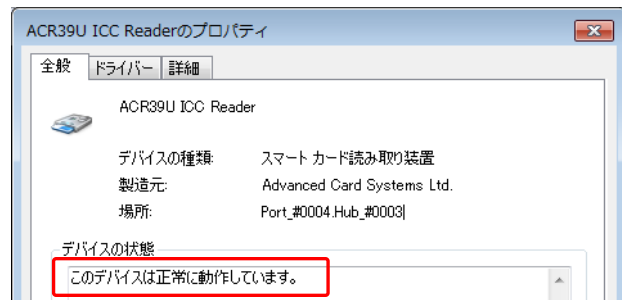 ACR39U ICC Readerのプロパティ
全般 ドライバー 詳細
ACR39U ICC Reader
デバイスの種類: スマート カード読み取り装置
製造元: Advanced Card Systems Ltd.
場所: Port_#0004.Hub_#0003
デバイスの状態
このデバイスは正常に動作しています。